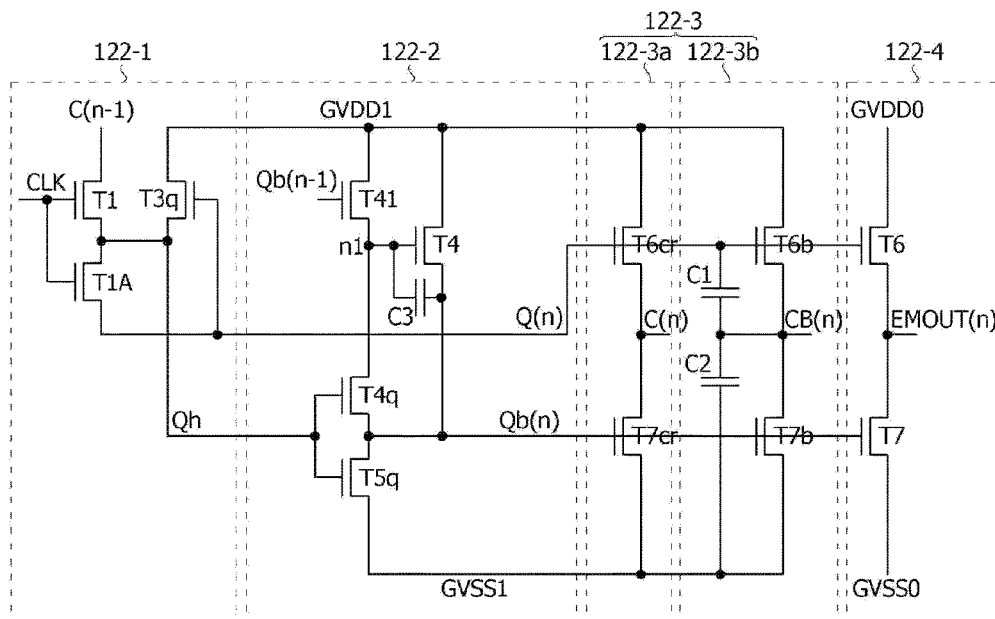 122-3
122-1
122-2
122-3a
122-3b
122-4
C(n-1)
GVDD1
GVDD0
CLK
T1
T3q
Qb(n-1)
T41
n1
T4
T6cr
T6b
T6
T1A
C3
C1
Q(n)
C(n)
CB(n)
EMOUT(n)
C2
T4q
Qh
Qb(n)
T7cr
T7b
T7
T5q
GVSS1
GVSS0